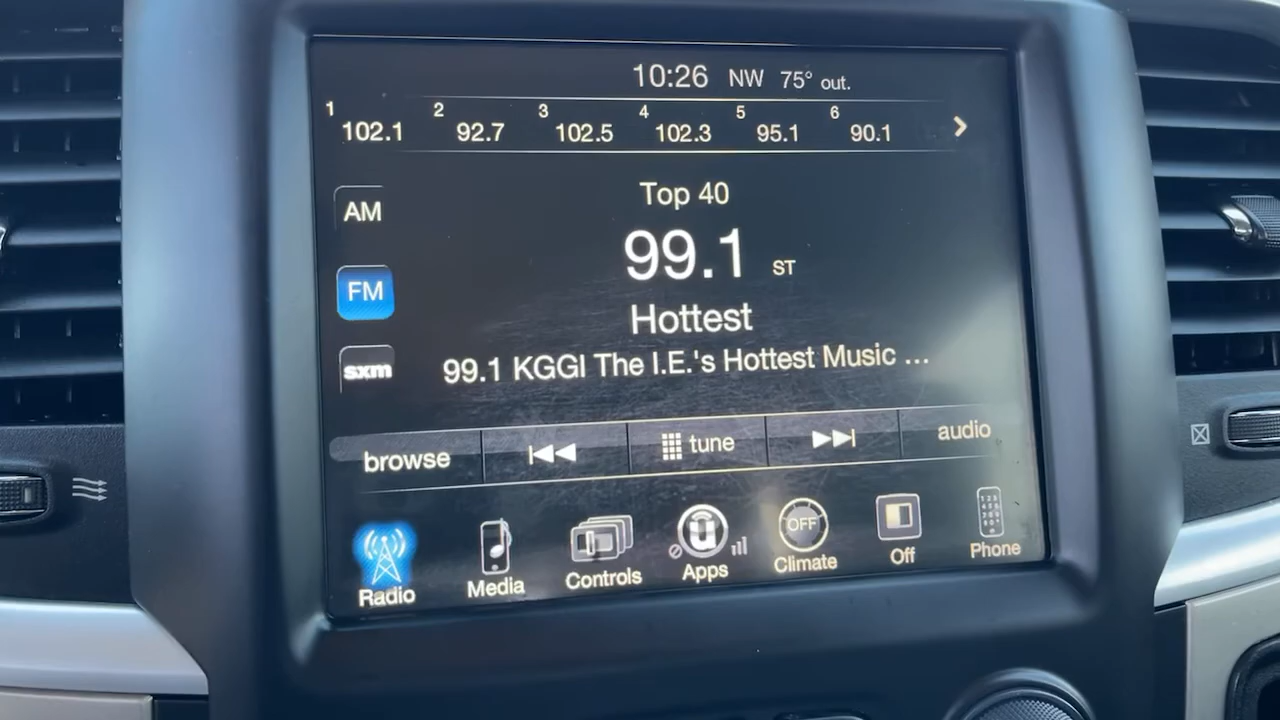 10:26 NW 75° out.
1 102.1 2 92.7 3 102.5 4 102.3 5 95.1 6 90.1
Top 40
AM
99.1 ST
FM
Hottest
99.1 KGGI The I.E.'s Hottest Music ...
sxm
browse tune audio
OFF
Radio Media Controls Apps Climate Off Phone